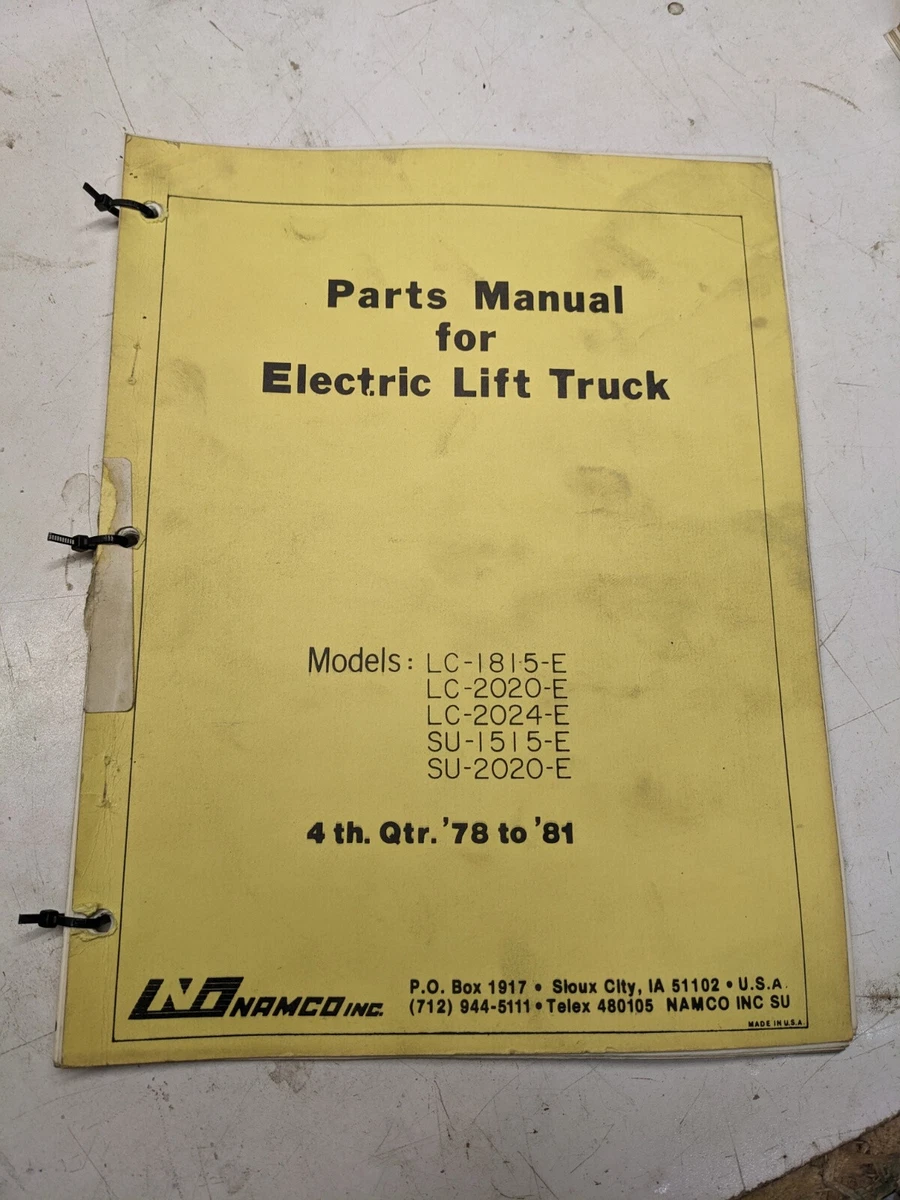 Parts Manual
for
Electric Lift Truck
Models: LC-1815-E
LC-2020-E
LC-2024-E
SU-1515-E
SU-2020-E
4 th. Qtr. '78 to '81
NAMCO INC.
P.O. Box 1917 • Sioux City, IA 51102 • U.S.A.
(712) 944-5111 • Telex 480105 NAMCO INC SU
MADE IN U.S.A.